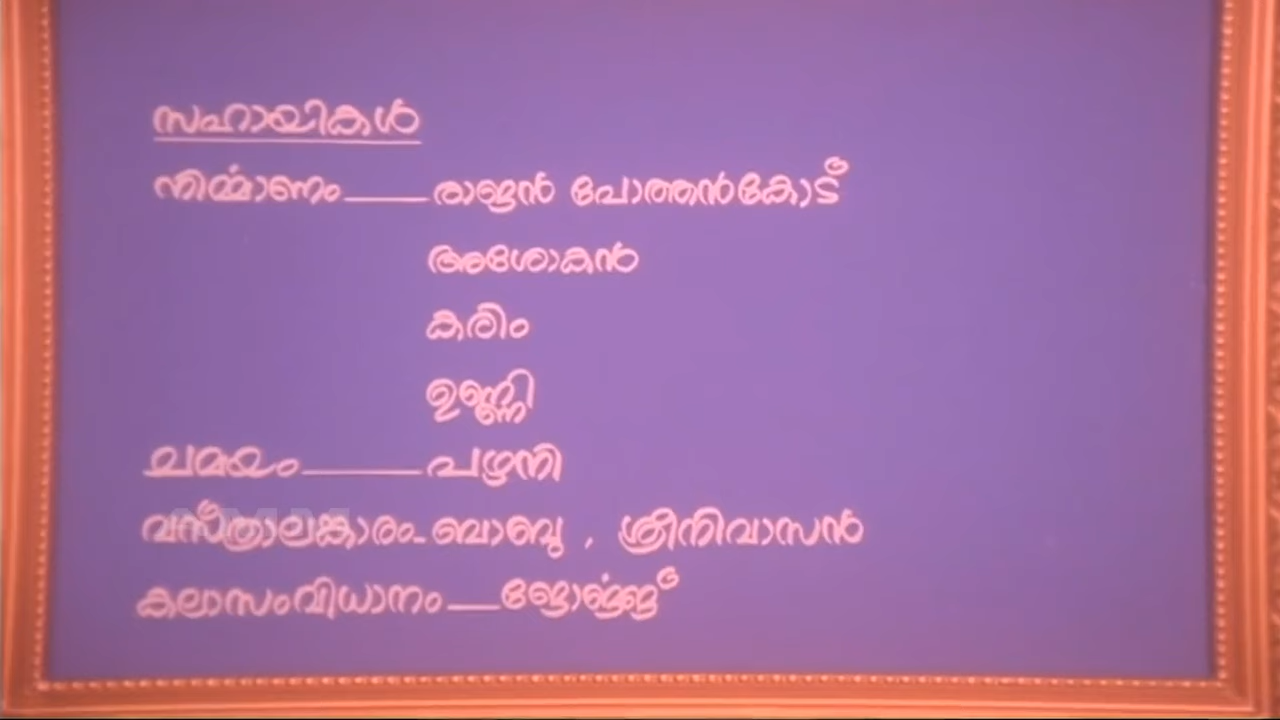 സഹായികൾ
നിർമ്മാണം——രാജൻ പോത്തൻകോട്
അശോകൻ
കരിം
ഉണ്ണി
ചമയം———പഴനി
വസ്ത്രാലങ്കാരം-ബാബു , ശ്രീനിവാസൻ
കലാസംവിധാനം—ജോർജ്ജ്